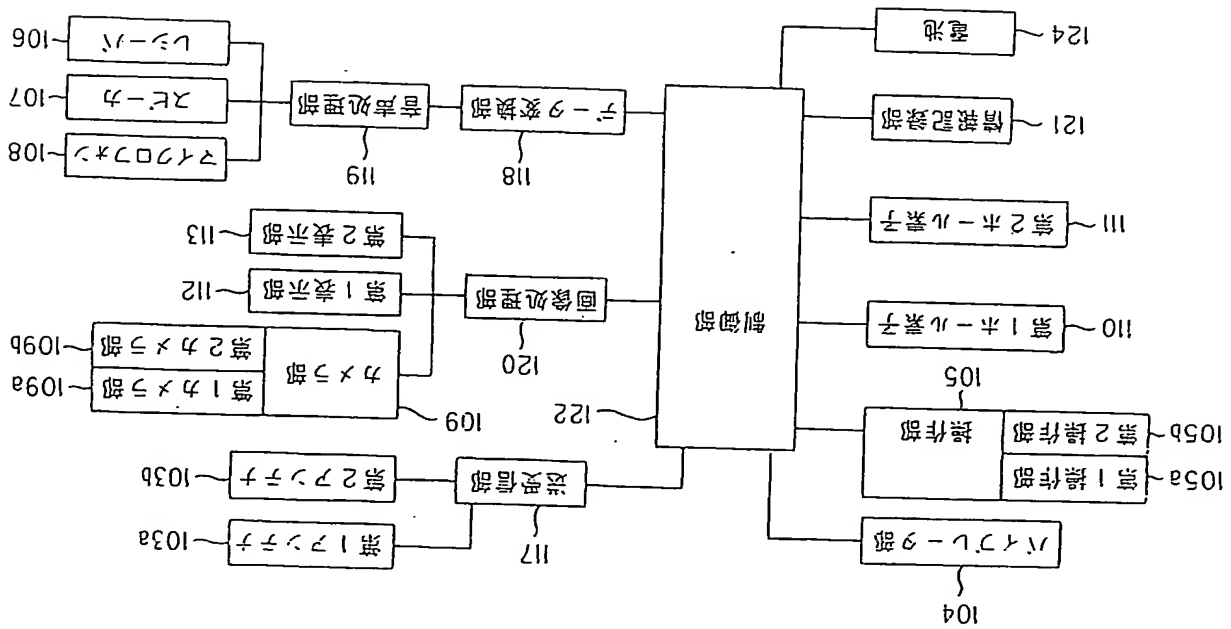 104
バイブレータ部
117
第1アンテナ 103a
送受信部
第2アンテナ 103b
105a 第1操作部
105b 第2操作部
操作部
105
122
制御部
109
カメラ部
第1カメラ部 109a
第2カメラ部 109b
110 第1ホール素子
120
画像処理部
第1表示部 112
第2表示部 113
111 第2ホール素子
118
データ変換部
119
音声処理部
マイクロフォン 108
スピーカ 107
レシーバ 106
121 情報記録部
124 電池